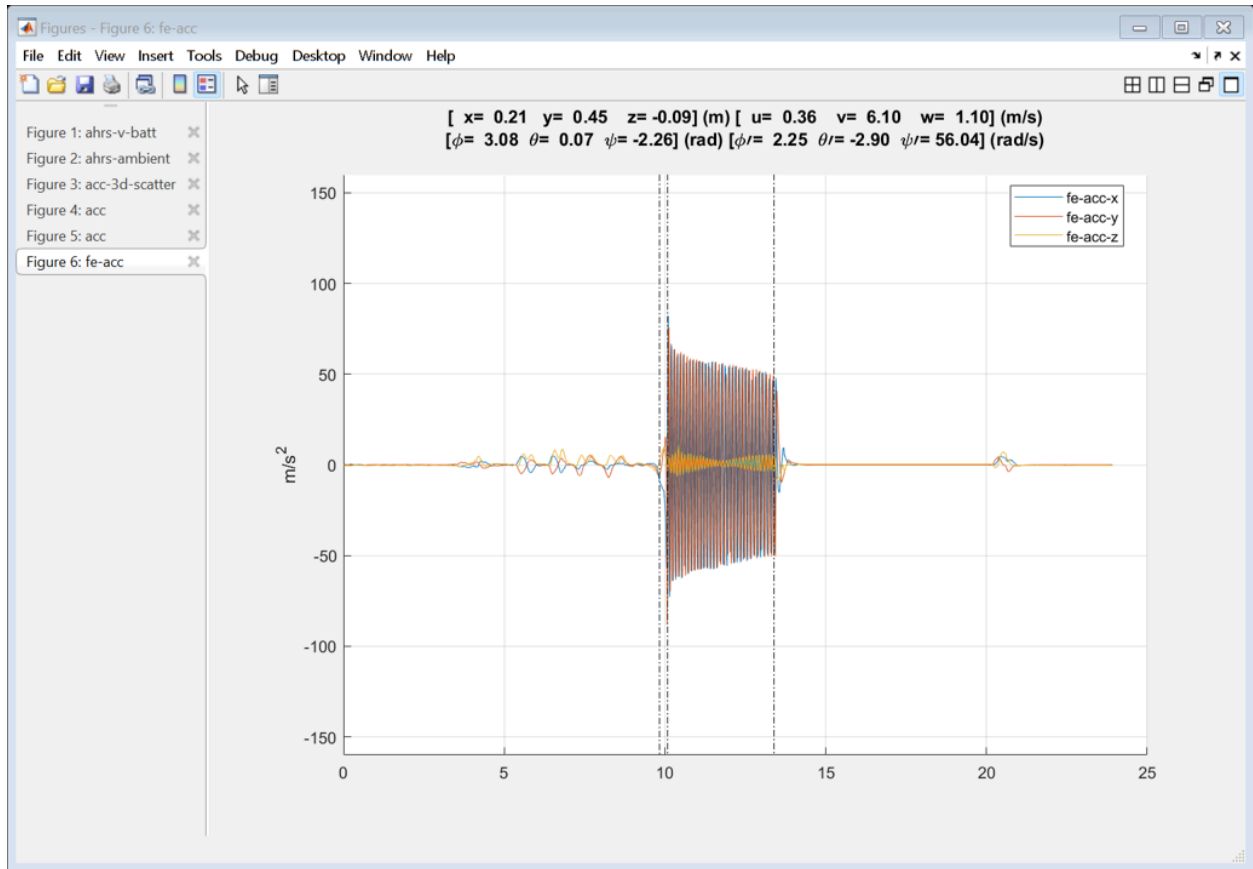 Figures - Figure 6: fe-acc
File Edit View Insert Tools Debug Desktop Window Help
Figure 1: ahrs-v-batt
Figure 2: ahrs-ambient
Figure 3: acc-3d-scatter
Figure 4: acc
Figure 5: acc
Figure 6: fe-acc
[ x= 0.21 y= 0.45 z= -0.09] (m) [ u= 0.36 v= 6.10 w= 1.10] (m/s)
[ϕ= 3.08 θ= 0.07 ψ= -2.26] (rad) [ϕ′= 2.25 θ′= -2.90 ψ′= 56.04] (rad/s)
fe-acc-x
fe-acc-y
fe-acc-z
150
100
50
0
-50
-100
-150
m/s²
0 5 10 15 20 25